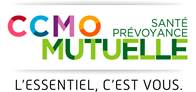 CCMO SANTÉ
PRÉVOYANCE
MUTUELLE
L'ESSENTIEL, C'EST VOUS.